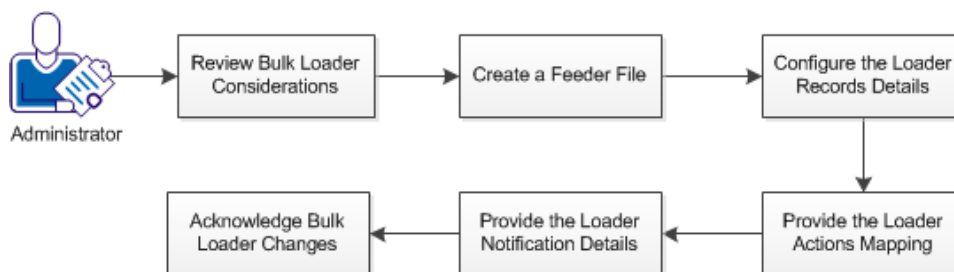 Administrator
Review Bulk Loader
Considerations
Create a Feeder File
Configure the Loader
Records Details
Provide the Loader
Actions Mapping
Provide the Loader
Notification Details
Acknowledge Bulk
Loader Changes